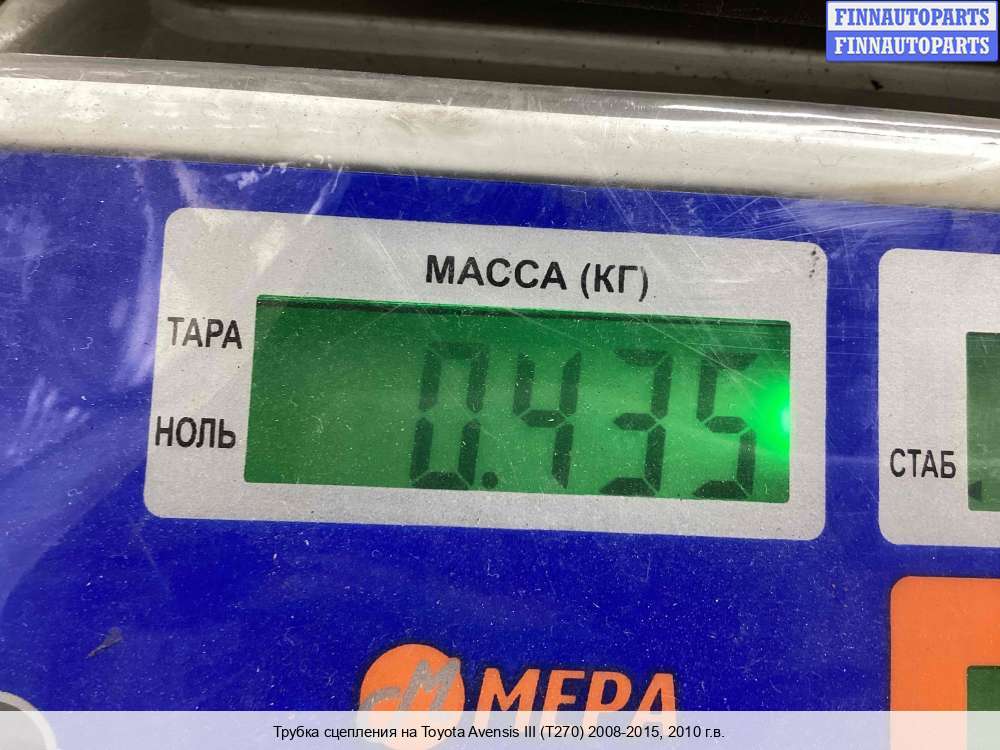 FINNAUTOPARTS
FINNAUTOPARTS
МАССА (КГ)
ТАРА
0.435
НОЛЬ
СТАБ
МЕРА
Трубка сцепления на Toyota Avensis III (T270) 2008-2015, 2010 г.в.